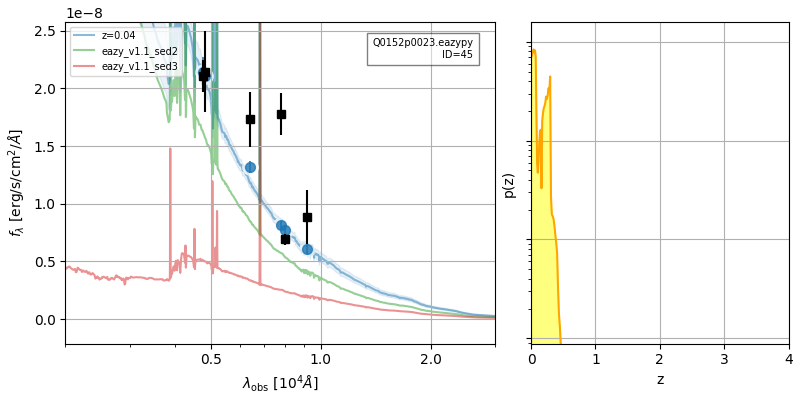 1e−8
z=0.04
eazy_v1.1_sed2
eazy_v1.1_sed3
Q0152p0023.eazypy
ID=45
2.5
2.0
1.5
1.0
0.5
0.0
f_λ [erg/s/cm²/Å]
0.5 1.0 2.0
λ_obs [10⁴Å]
p(z)
0 1 2 3 4
z